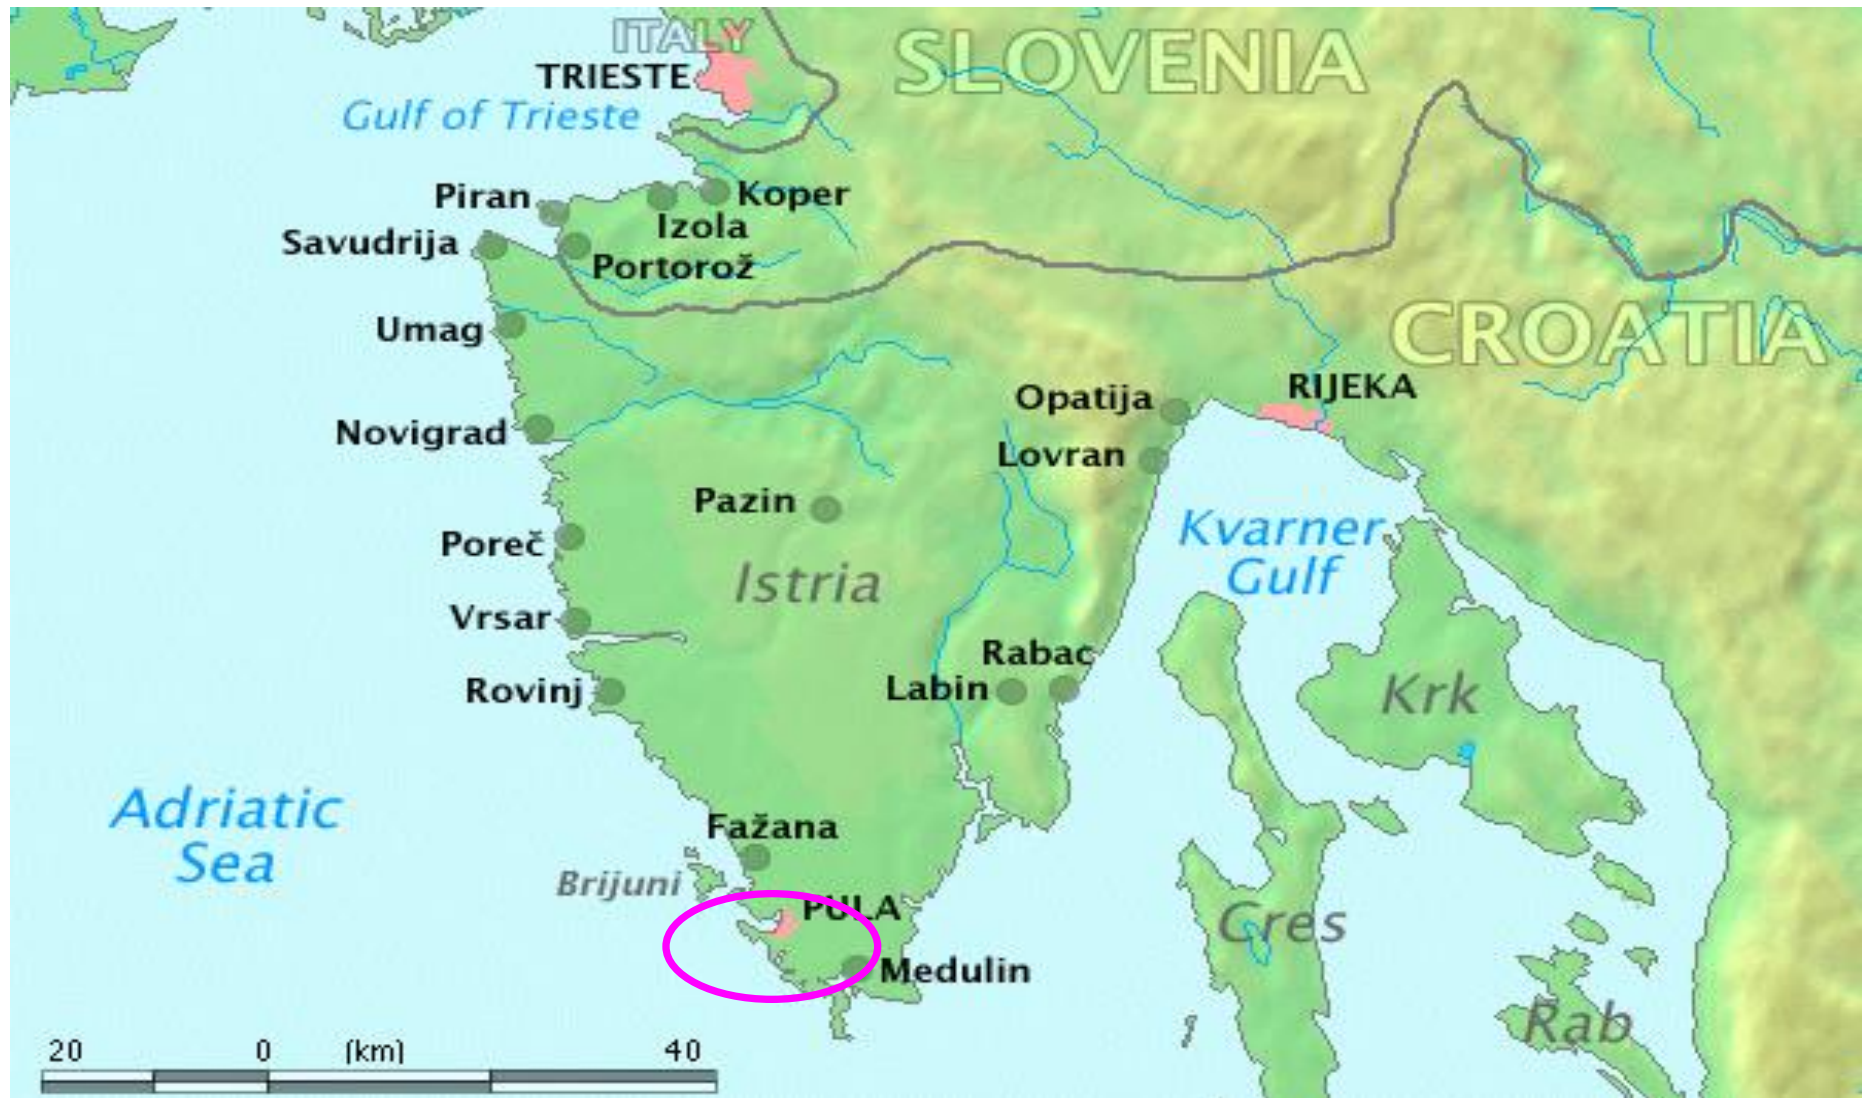 ITALY
SLOVENIA
TRIESTE
Gulf of Trieste
Piran
Koper
Izola
Savudrija
Portorož
Umag
CROATIA
Opatija
RIJEKA
Novigrad
Lovran
Pazin
Kvarner
Gulf
Poreč
Istria
Vrsar
Rabac
Rovinj
Labin
Krk
Adriatic
Sea
Fažana
Brijuni
PULA
Cres
Medulin
Rab
20 0 (km) 40